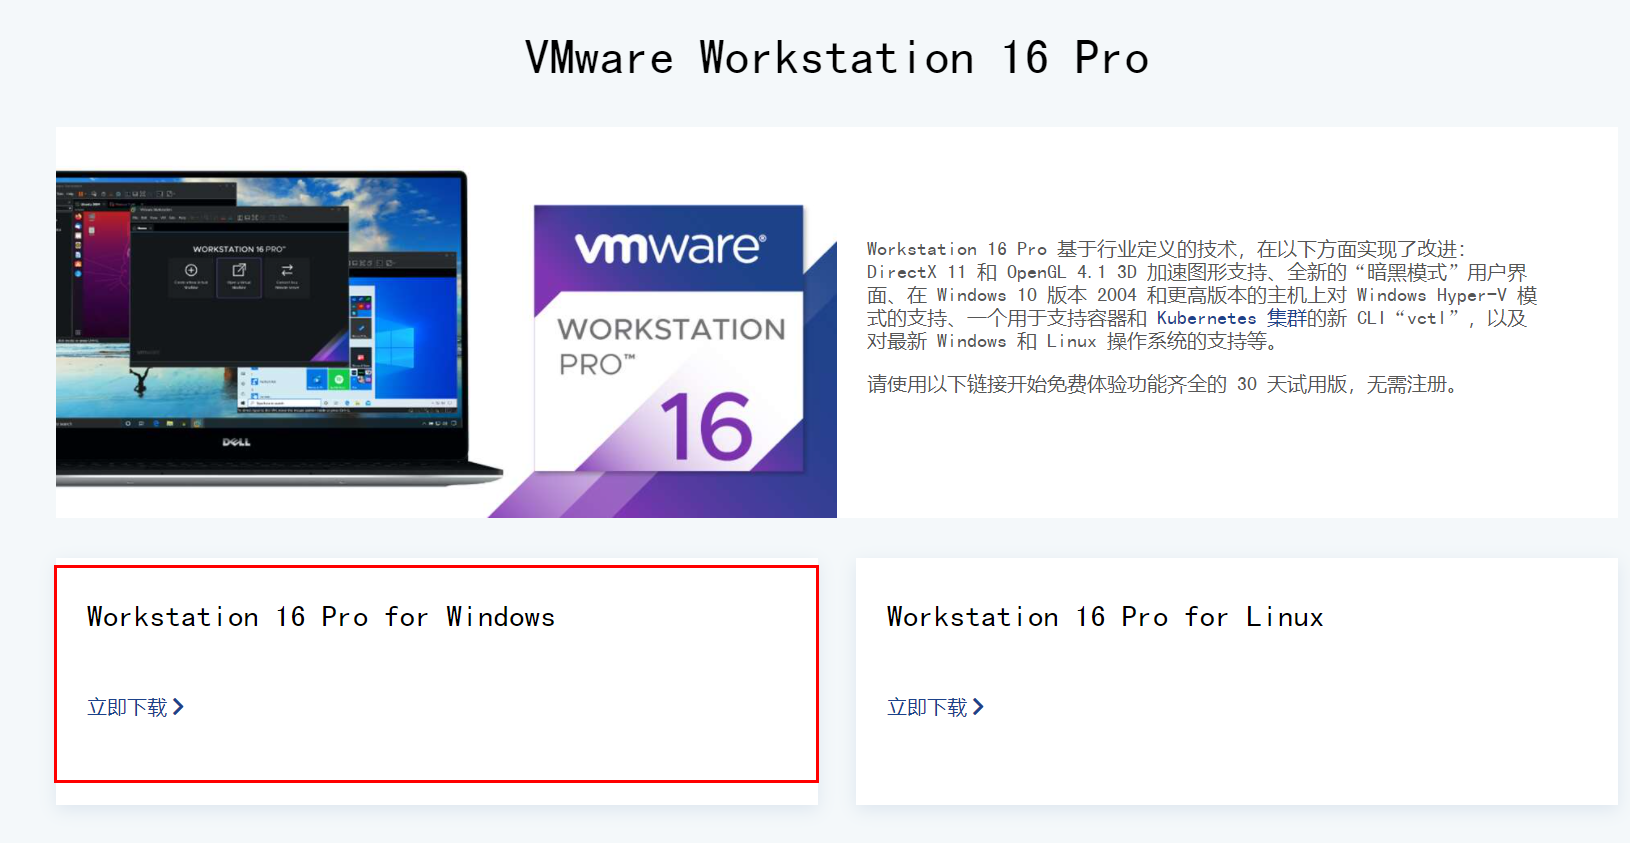 VMware Workstation 16 Pro
WORKSTATION 16 PRO™
DELL
vmware®
WORKSTATION
PRO™
16
Workstation 16 Pro 基于行业定义的技术，在以下方面实现了改进：
DirectX 11 和 OpenGL 4.1 3D 加速图形支持、全新的“暗黑模式”用户界
面、在 Windows 10 版本 2004 和更高版本的主机上对 Windows Hyper-V 模
式的支持、一个用于支持容器和 Kubernetes 集群的新 CLI“vctl”，以及
对最新 Windows 和 Linux 操作系统的支持等。
请使用以下链接开始免费体验功能齐全的 30 天试用版，无需注册。
Workstation 16 Pro for Windows
立即下载
Workstation 16 Pro for Linux
立即下载